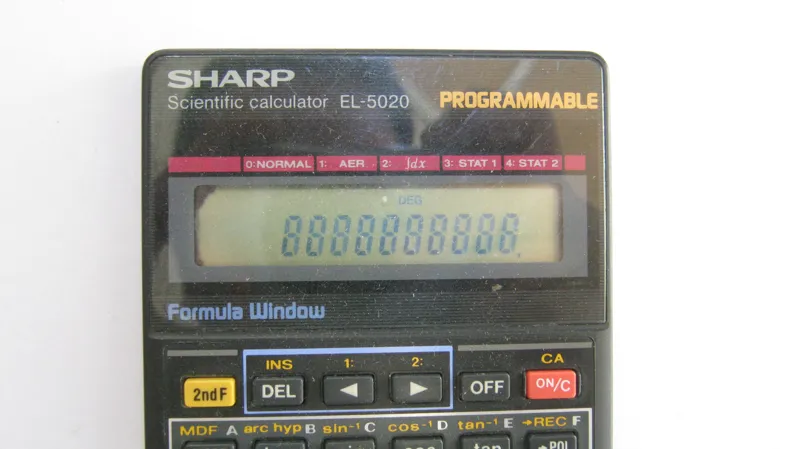 SHARP
Scientific calculator EL-5020 PROGRAMMABLE
0:NORMAL 1: AER 2: ∫dx 3: STAT 1 4: STAT 2
DEG
8888888888.
Formula Window
INS 1: 2: CA
2ndF DEL ◀ ▶ OFF ON/C
MDF A arc hyp B sin⁻¹ C cos⁻¹ D tan⁻¹ E →REC F
tan →POL